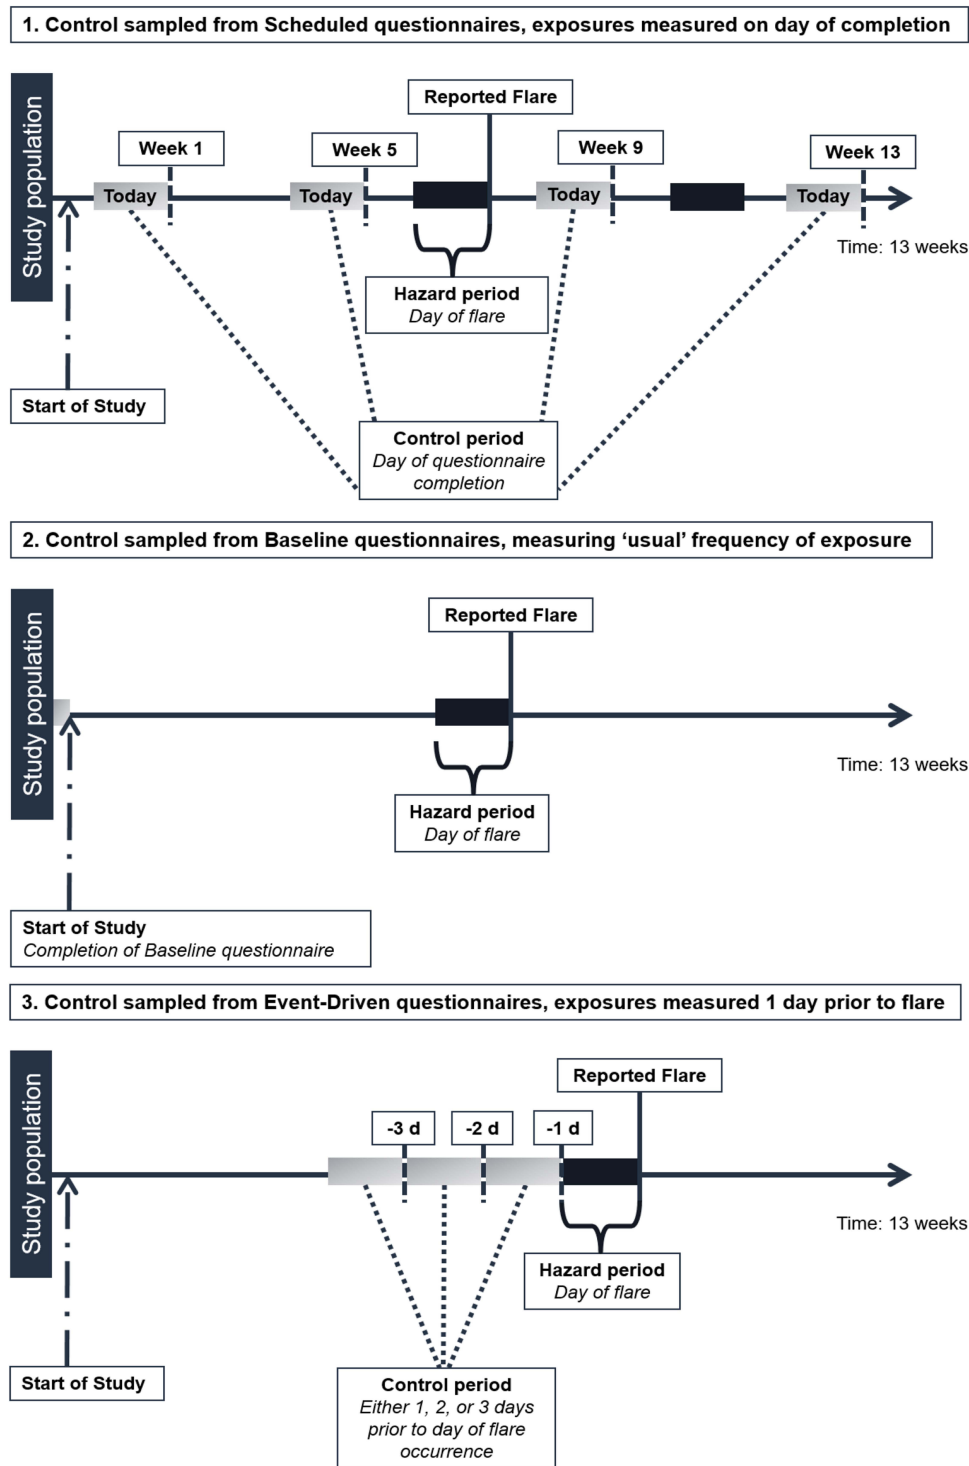 1. Control sampled from Scheduled questionnaires, exposures measured on day of completion
Study population
Reported Flare
Week 1
Week 5
Week 9
Week 13
Today
Today
Today
Today
Time: 13 weeks
Hazard period
Day of flare
Start of Study
Control period
Day of questionnaire
completion
2. Control sampled from Baseline questionnaires, measuring ‘usual’ frequency of exposure
Study population
Reported Flare
Time: 13 weeks
Hazard period
Day of flare
Start of Study
Completion of Baseline questionnaire
3. Control sampled from Event-Driven questionnaires, exposures measured 1 day prior to flare
Study population
Reported Flare
-3 d
-2 d
-1 d
Time: 13 weeks
Hazard period
Day of flare
Start of Study
Control period
Either 1, 2, or 3 days
prior to day of flare
occurrence